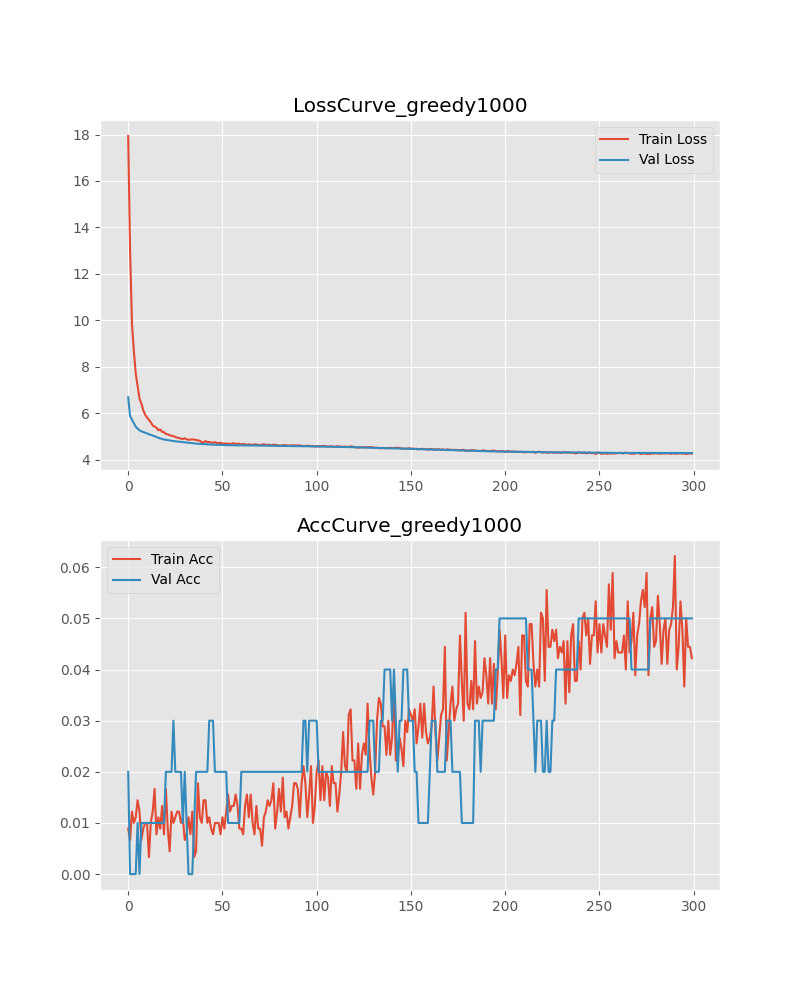 LossCurve_greedy1000
18
16
14
12
10
8
6
4
Train Loss
Val Loss
0 50 100 150 200 250 300
AccCurve_greedy1000
0.06
0.05
0.04
0.03
0.02
0.01
0.00
Train Acc
Val Acc
0 50 100 150 200 250 300